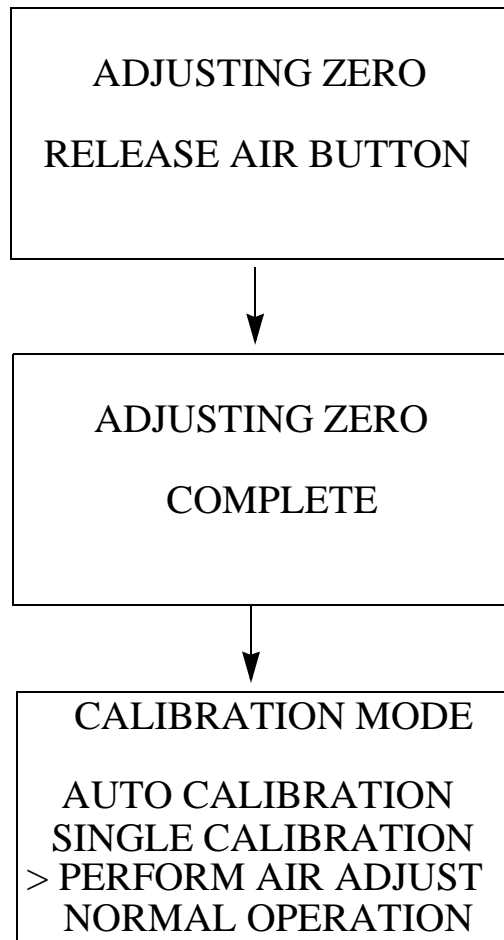 ADJUSTING ZERO
RELEASE AIR BUTTON
ADJUSTING ZERO
COMPLETE
CALIBRATION MODE
AUTO CALIBRATION
SINGLE CALIBRATION
> PERFORM AIR ADJUST
NORMAL OPERATION